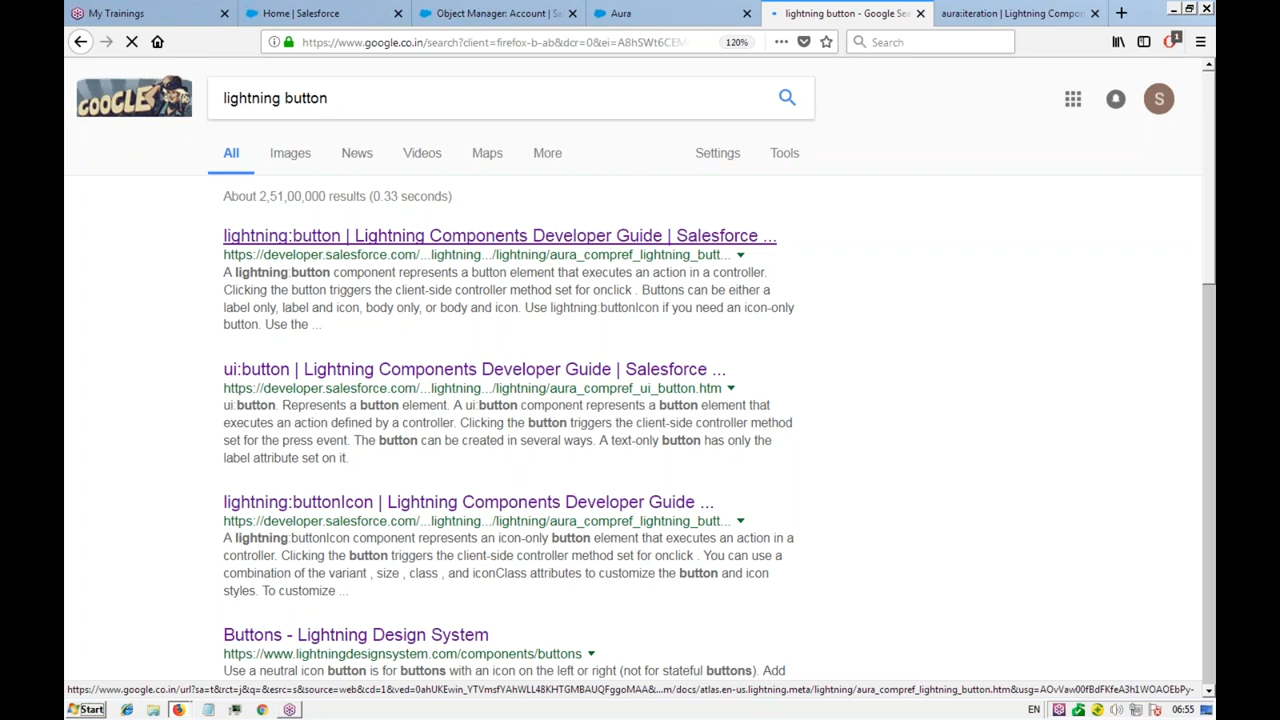 My Trainings
Home | Salesforce
Object Manager: Account | Sa
Aura
lightning button - Google Sea
aura:iteration | Lightning Compon
https://www.google.co.in/search?client=firefox-b-ab&dcr=0&ei=A8hSWt6CEM
120%
Search
1
GOOGLE
lightning button
S
All
Images
News
Videos
Maps
More
Settings
Tools
About 2,51,00,000 results (0.33 seconds)
lightning:button | Lightning Components Developer Guide | Salesforce ...
https://developer.salesforce.com/...lightning.../lightning/aura_compref_lightning_butt...
A lightning:button component represents a button element that executes an action in a controller.
Clicking the button triggers the client-side controller method set for onclick . Buttons can be either a
label only, label and icon, body only, or body and icon. Use lightning:buttonIcon if you need an icon-only
button. Use the ...
ui:button | Lightning Components Developer Guide | Salesforce ...
https://developer.salesforce.com/...lightning.../lightning/aura_compref_ui_button.htm
ui:button. Represents a button element. A ui:button component represents a button element that
executes an action defined by a controller. Clicking the button triggers the client-side controller method
set for the press event. The button can be created in several ways. A text-only button has only the
label attribute set on it.
lightning:buttonIcon | Lightning Components Developer Guide ...
https://developer.salesforce.com/...lightning.../lightning/aura_compref_lightning_butt...
A lightning:buttonIcon component represents an icon-only button element that executes an action in a
controller. Clicking the button triggers the client-side controller method set for onclick . You can use a
combination of the variant , size , class , and iconClass attributes to customize the button and icon
styles. To customize ...
Buttons - Lightning Design System
https://www.lightningdesignsystem.com/components/buttons
Use a neutral icon button is for buttons with an icon on the left or right (not for stateful buttons). Add
Start
EN
06:55